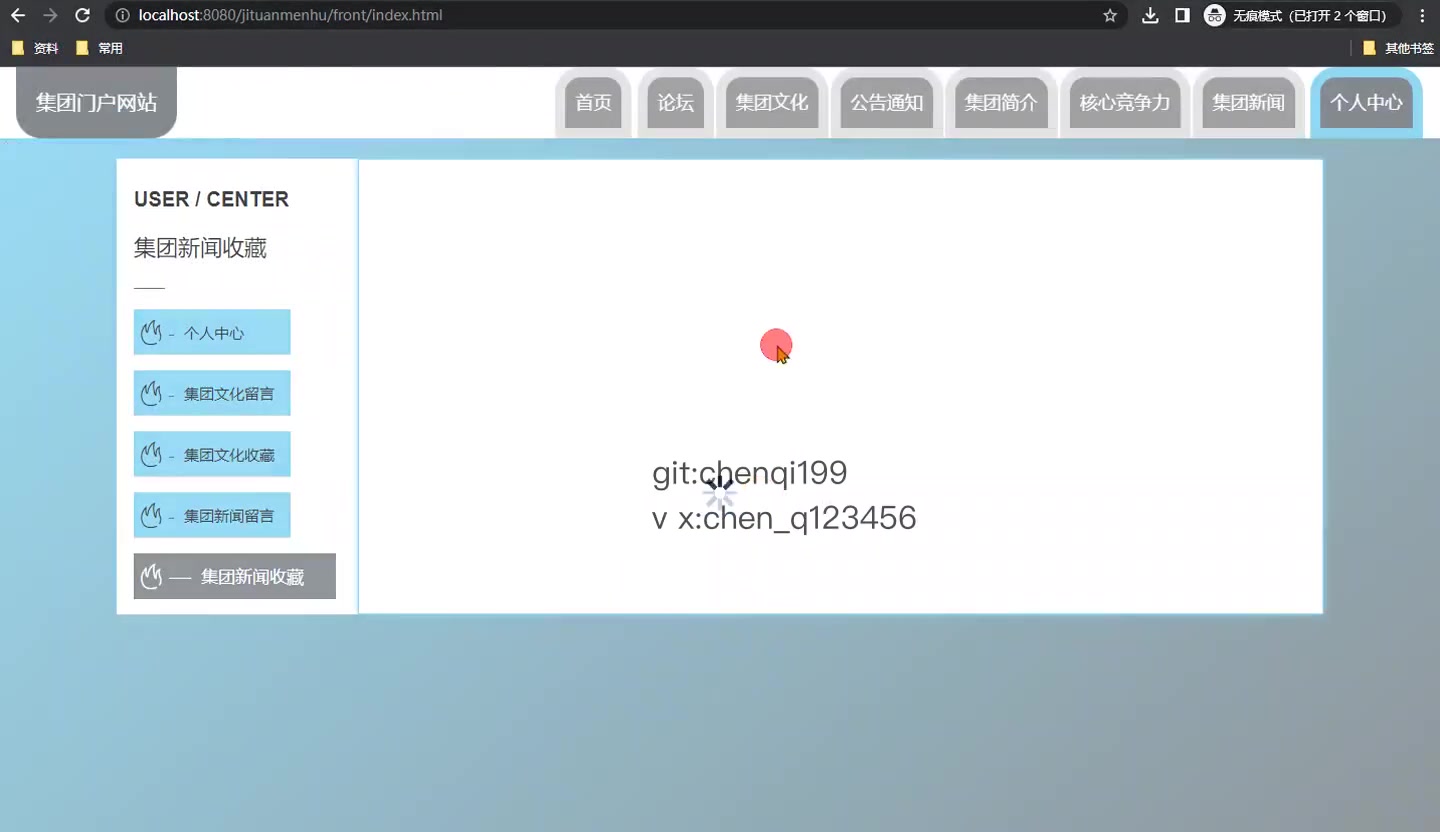 localhost:8080/jituanmenhu/front/index.html
无痕模式（已打开 2 个窗口）
资料
常用
其他书签
集团门户网站
首页
论坛
集团文化
公告通知
集团简介
核心竞争力
集团新闻
个人中心
USER / CENTER
集团新闻收藏
- 个人中心
- 集团文化留言
- 集团文化收藏
- 集团新闻留言
— 集团新闻收藏
git:chenqi199
v x:chen_q123456